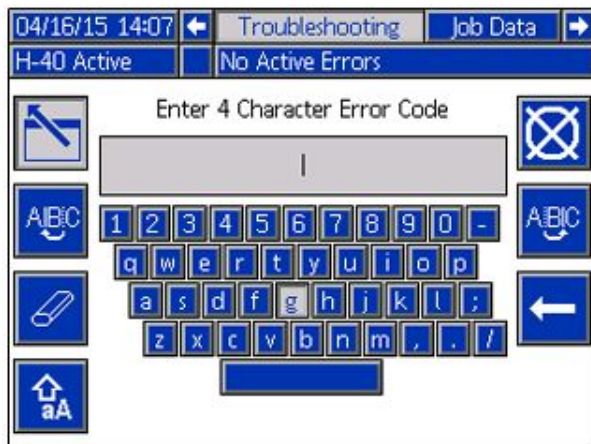 04/16/15 14:07 Troubleshooting Job Data
H-40 Active No Active Errors
Enter 4 Character Error Code
ABC 1 2 3 4 5 6 7 8 9 0 - ABC
q w e r t y u i o p
a s d f g h j k l ;
z x c v b n m , . /
aA